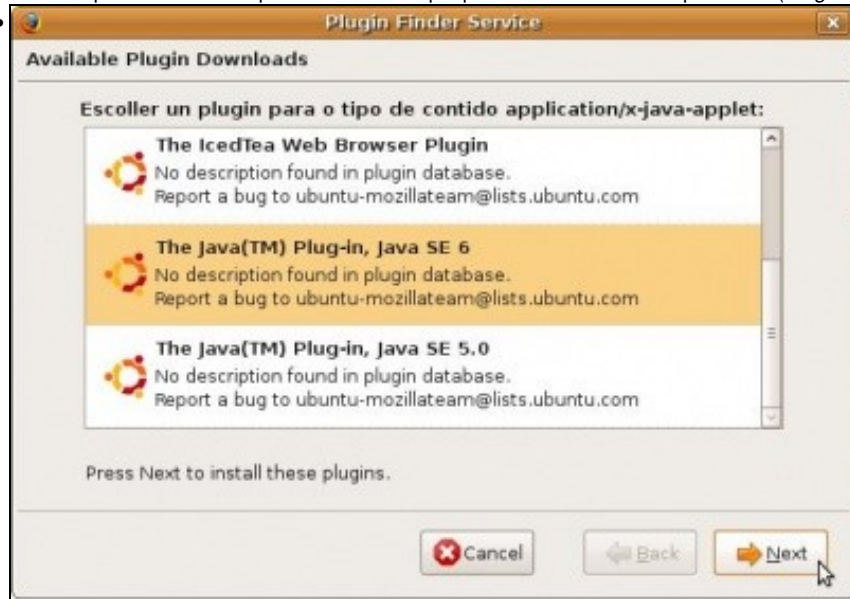 Plugin Finder Service
Available Plugin Downloads
Escoller un plugin para o tipo de contido application/x-java-applet:
The IcedTea Web Browser Plugin
No description found in plugin database.
Report a bug to ubuntu-mozillateam@lists.ubuntu.com
The Java(TM) Plug-in, Java SE 6
No description found in plugin database.
Report a bug to ubuntu-mozillateam@lists.ubuntu.com
The Java(TM) Plug-in, Java SE 5.0
No description found in plugin database.
Report a bug to ubuntu-mozillateam@lists.ubuntu.com
Press Next to install these plugins.
Cancel Back Next